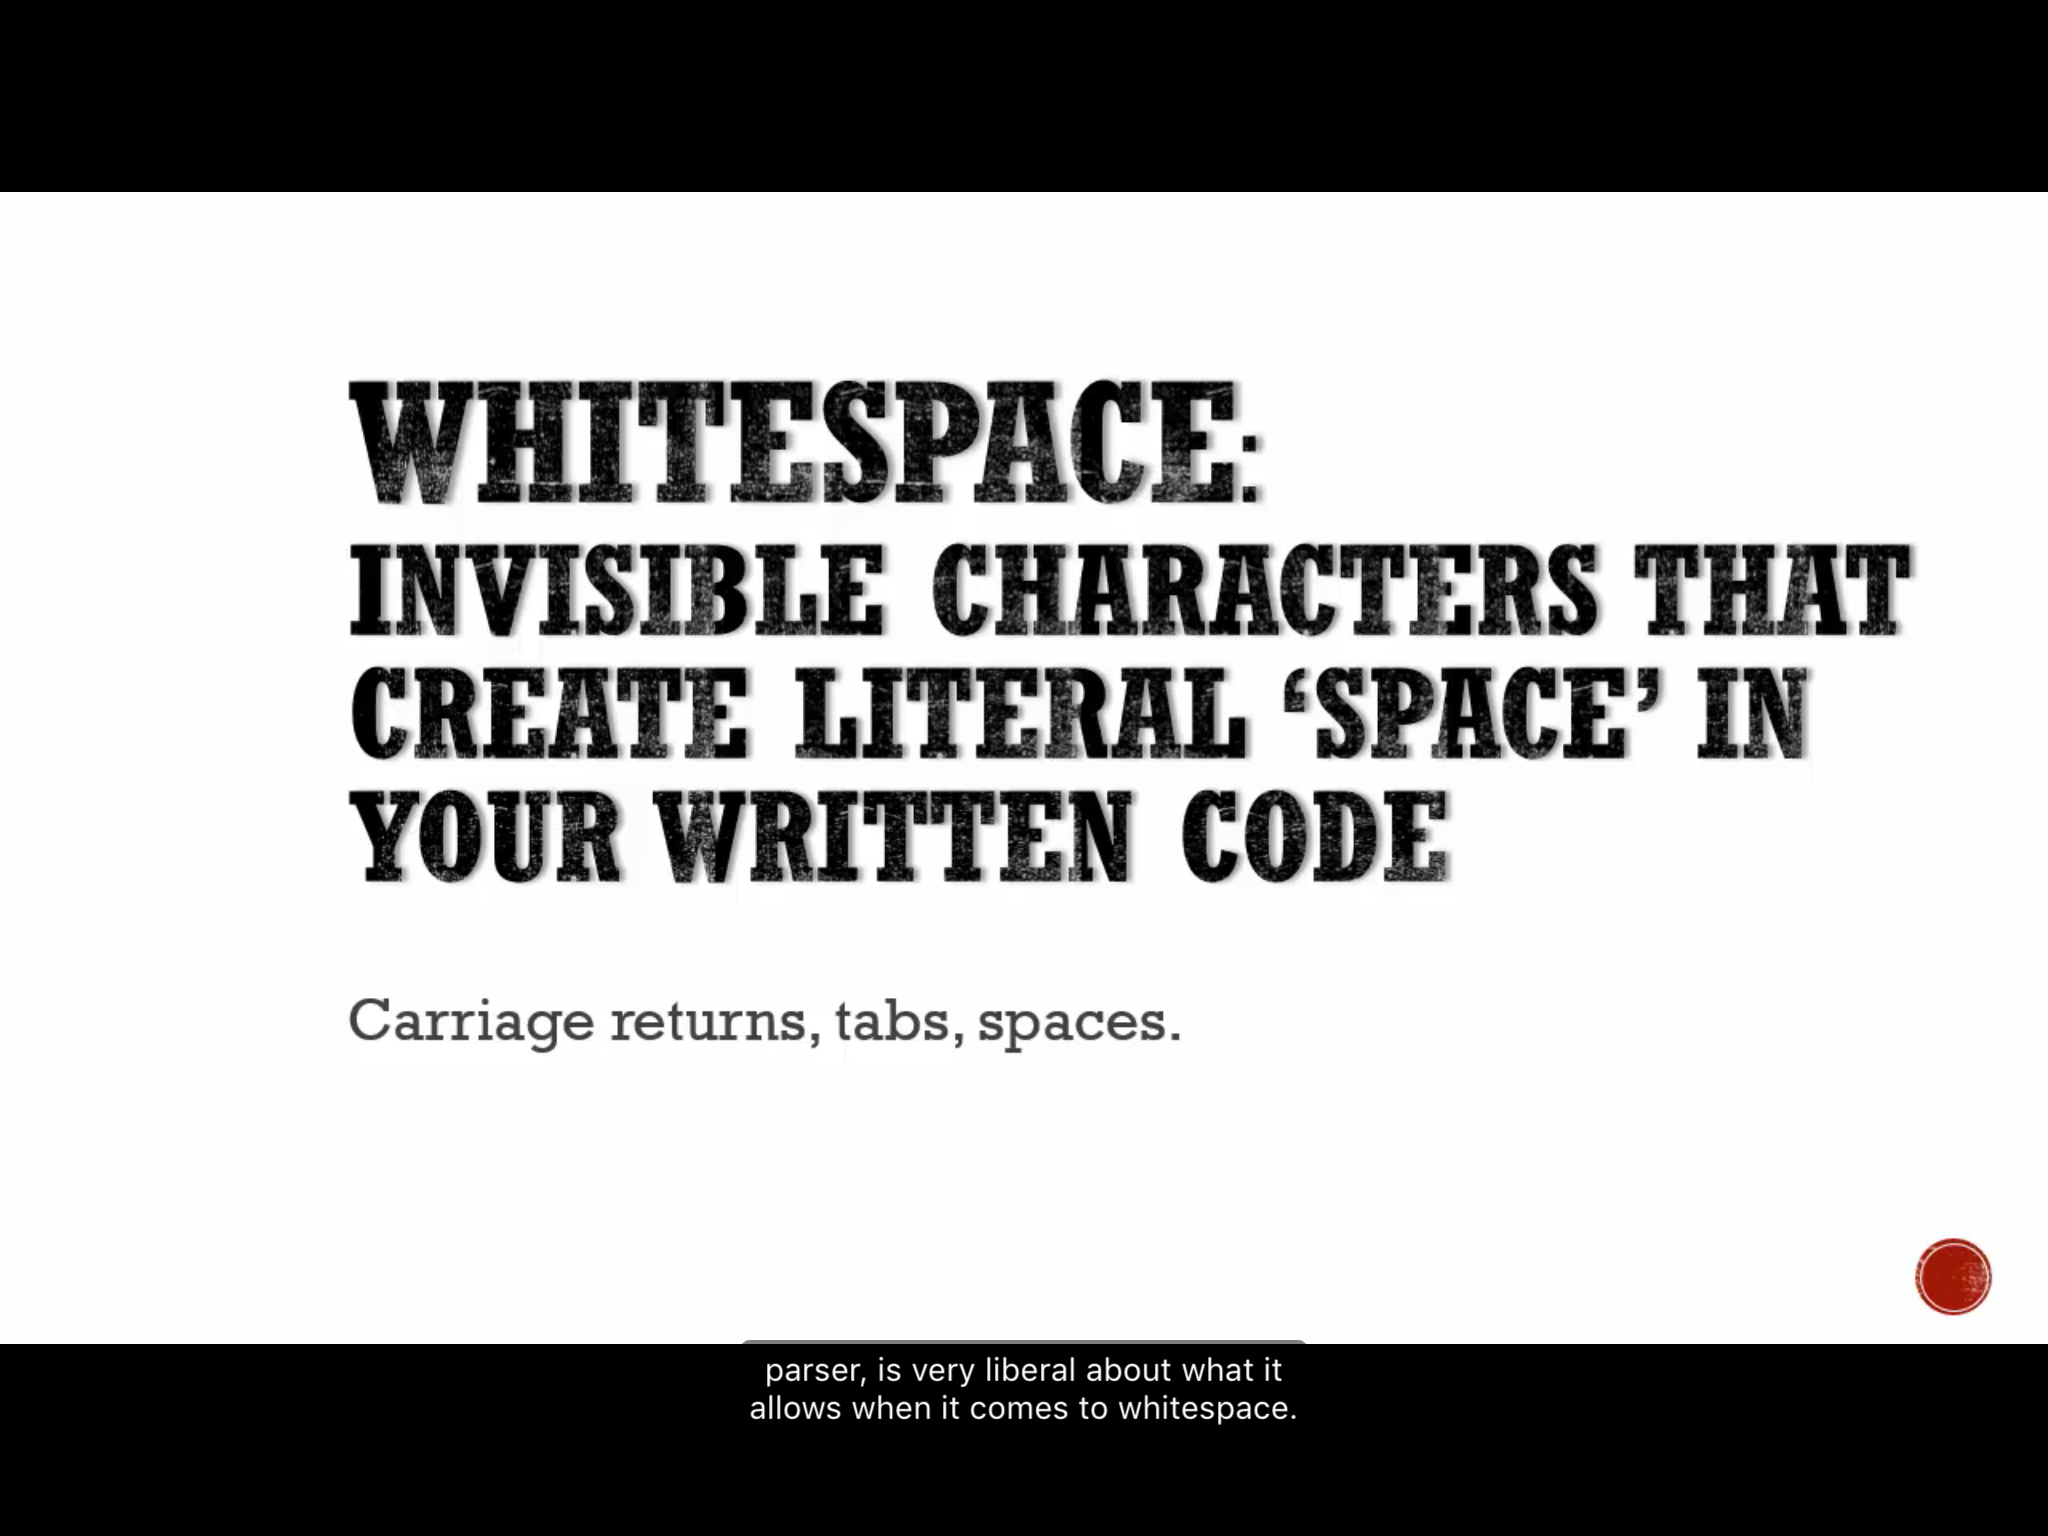 WHITESPACE:
INVISIBLE CHARACTERS THAT
CREATE LITERAL ‘SPACE’ IN
YOUR WRITTEN CODE
Carriage returns, tabs, spaces.
parser, is very liberal about what it
allows when it comes to whitespace.